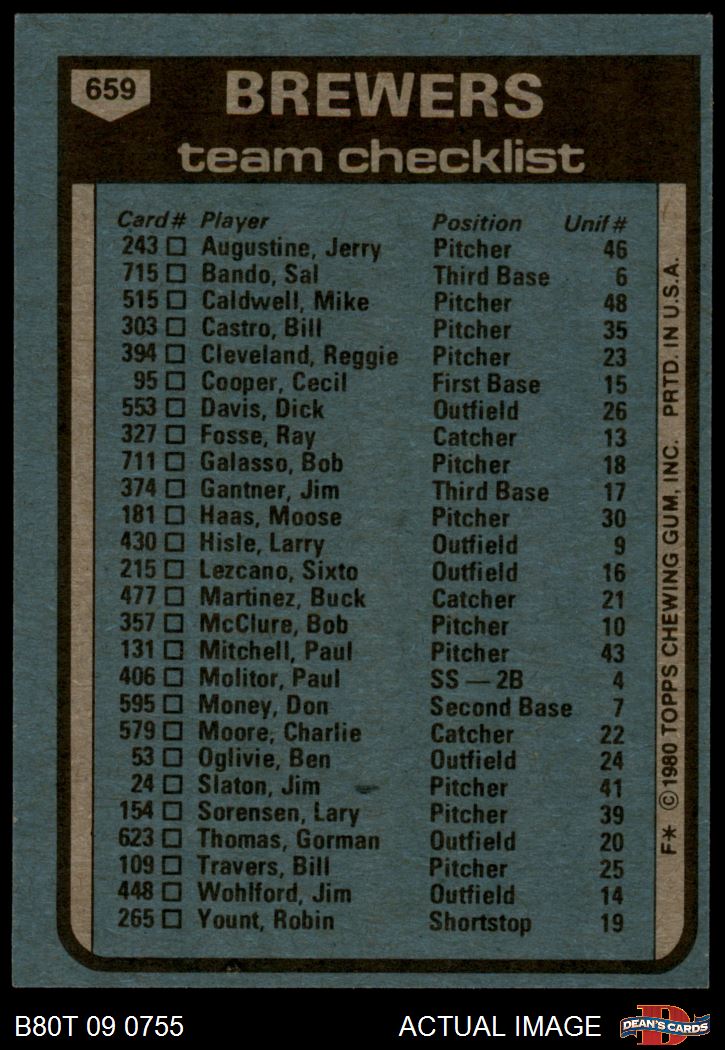 659
BREWERS
team checklist
Card# Player Position Unif#
243 Augustine, Jerry Pitcher 46
715 Bando, Sal Third Base 6
515 Caldwell, Mike Pitcher 48
303 Castro, Bill Pitcher 35
394 Cleveland, Reggie Pitcher 23
95 Cooper, Cecil First Base 15
553 Davis, Dick Outfield 26
327 Fosse, Ray Catcher 13
711 Galasso, Bob Pitcher 18
374 Gantner, Jim Third Base 17
181 Haas, Moose Pitcher 30
430 Hisle, Larry Outfield 9
215 Lezcano, Sixto Outfield 16
477 Martinez, Buck Catcher 21
357 McClure, Bob Pitcher 10
131 Mitchell, Paul Pitcher 43
406 Molitor, Paul SS — 2B 4
595 Money, Don Second Base 7
579 Moore, Charlie Catcher 22
53 Oglivie, Ben Outfield 24
24 Slaton, Jim Pitcher 41
154 Sorensen, Lary Pitcher 39
623 Thomas, Gorman Outfield 20
109 Travers, Bill Pitcher 25
448 Wohlford, Jim Outfield 14
265 Yount, Robin Shortstop 19
F* © 1980 TOPPS CHEWING GUM, INC. PRTD. IN U.S.A.
B80T 09 0755 ACTUAL IMAGE
D
DEAN'S CARDS